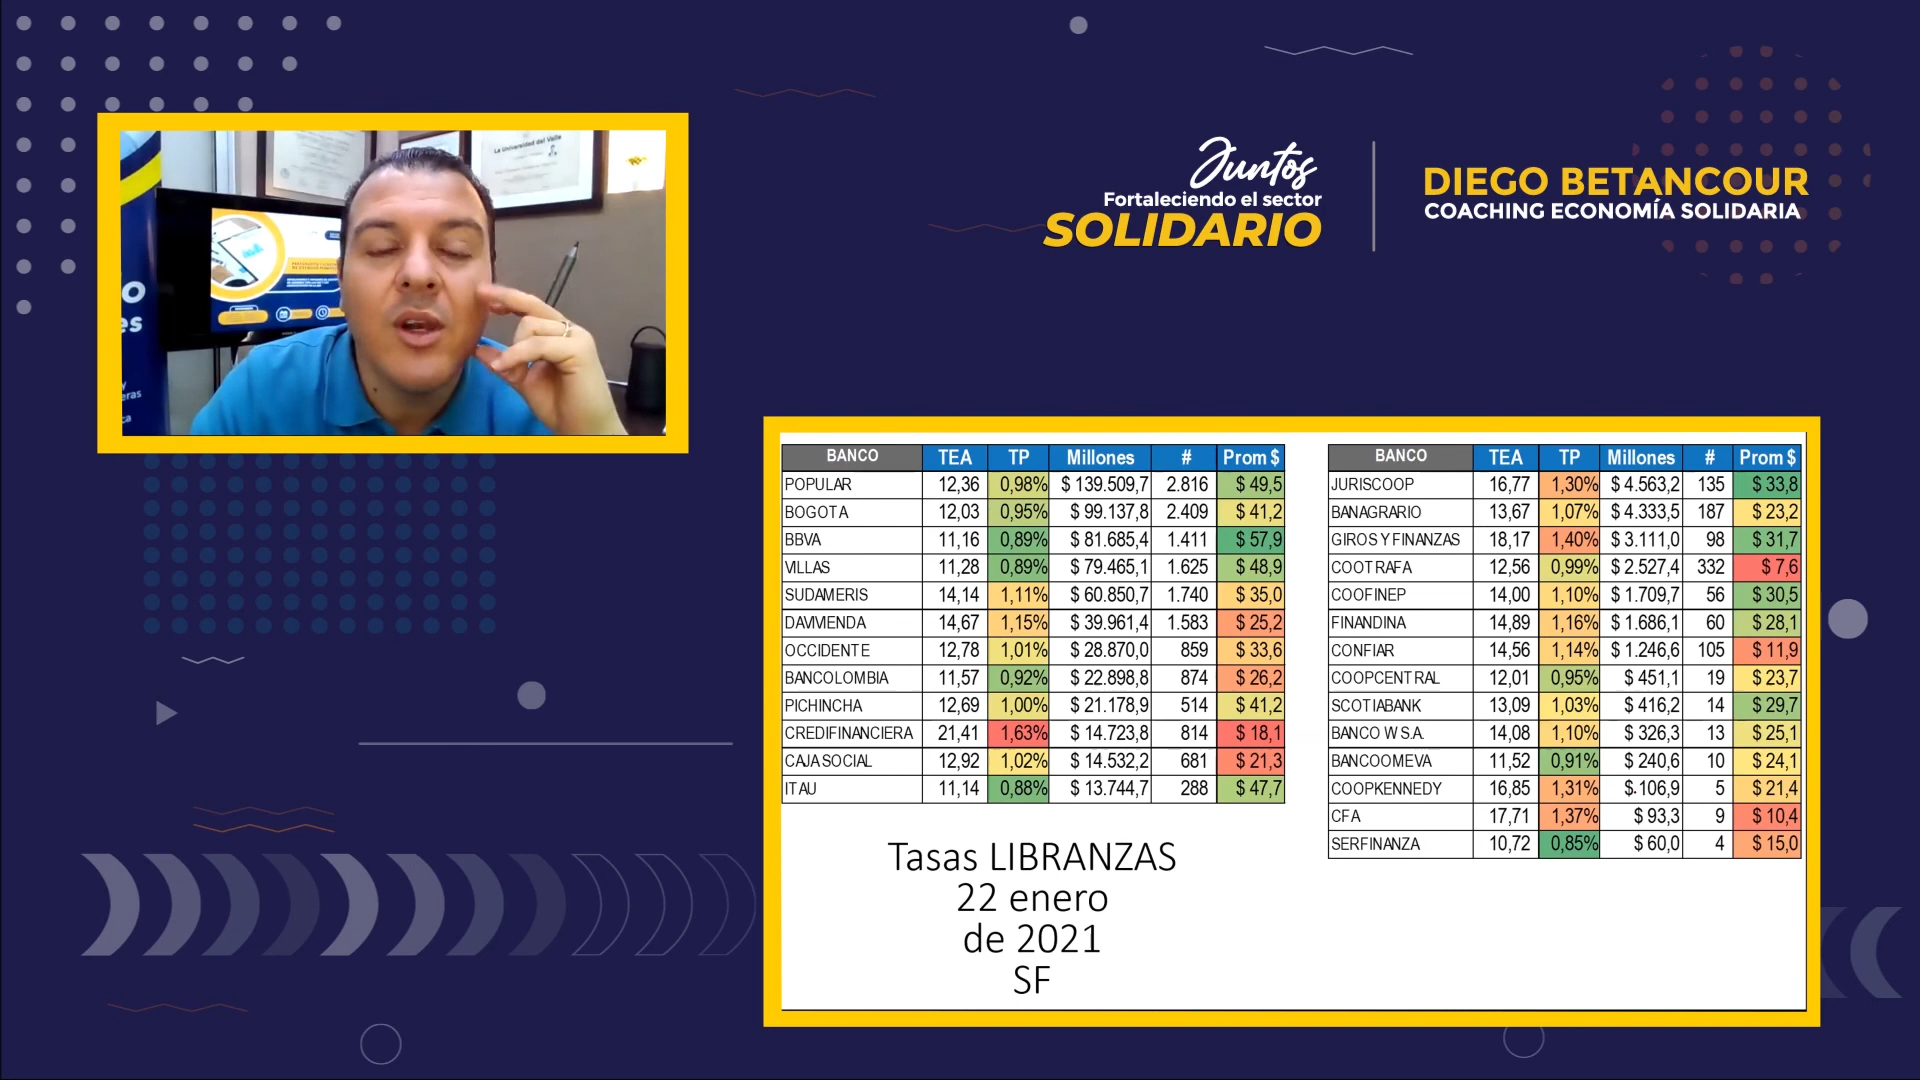 La Universidad del Valle
O
es
y
eras
ca
Juntos
Fortaleciendo el sector
SOLIDARIO
DIEGO BETANCOUR
COACHING ECONOMÍA SOLIDARIA
BANCO TEA TP Millones # Prom $
POPULAR 12,36 0,98% $ 139.509,7 2.816 $ 49,5
BOGOTA 12,03 0,95% $ 99.137,8 2.409 $ 41,2
BBVA 11,16 0,89% $ 81.685,4 1.411 $ 57,9
VILLAS 11,28 0,89% $ 79.465,1 1.625 $ 48,9
SUDAMERIS 14,14 1,11% $ 60.850,7 1.740 $ 35,0
DAVIVIENDA 14,67 1,15% $ 39.961,4 1.583 $ 25,2
OCCIDENTE 12,78 1,01% $ 28.870,0 859 $ 33,6
BANCOLOMBIA 11,57 0,92% $ 22.898,8 874 $ 26,2
PICHINCHA 12,69 1,00% $ 21.178,9 514 $ 41,2
CREDIFINANCIERA 21,41 1,63% $ 14.723,8 814 $ 18,1
CAJA SOCIAL 12,92 1,02% $ 14.532,2 681 $ 21,3
ITAU 11,14 0,88% $ 13.744,7 288 $ 47,7
BANCO TEA TP Millones # Prom $
JURISCOOP 16,77 1,30% $ 4.563,2 135 $ 33,8
BANAGRARIO 13,67 1,07% $ 4.333,5 187 $ 23,2
GIROS Y FINANZAS 18,17 1,40% $ 3.111,0 98 $ 31,7
COOTRAFA 12,56 0,99% $ 2.527,4 332 $ 7,6
COOFINEP 14,00 1,10% $ 1.709,7 56 $ 30,5
FINANDINA 14,89 1,16% $ 1.686,1 60 $ 28,1
CONFIAR 14,56 1,14% $ 1.246,6 105 $ 11,9
COOPCENTRAL 12,01 0,95% $ 451,1 19 $ 23,7
SCOTIABANK 13,09 1,03% $ 416,2 14 $ 29,7
BANCO W S.A. 14,08 1,10% $ 326,3 13 $ 25,1
BANCOOMEVA 11,52 0,91% $ 240,6 10 $ 24,1
COOPKENNEDY 16,85 1,31% $ 106,9 5 $ 21,4
CFA 17,71 1,37% $ 93,3 9 $ 10,4
SERFINANZA 10,72 0,85% $ 60,0 4 $ 15,0
Tasas LIBRANZAS
22 enero
de 2021
SF